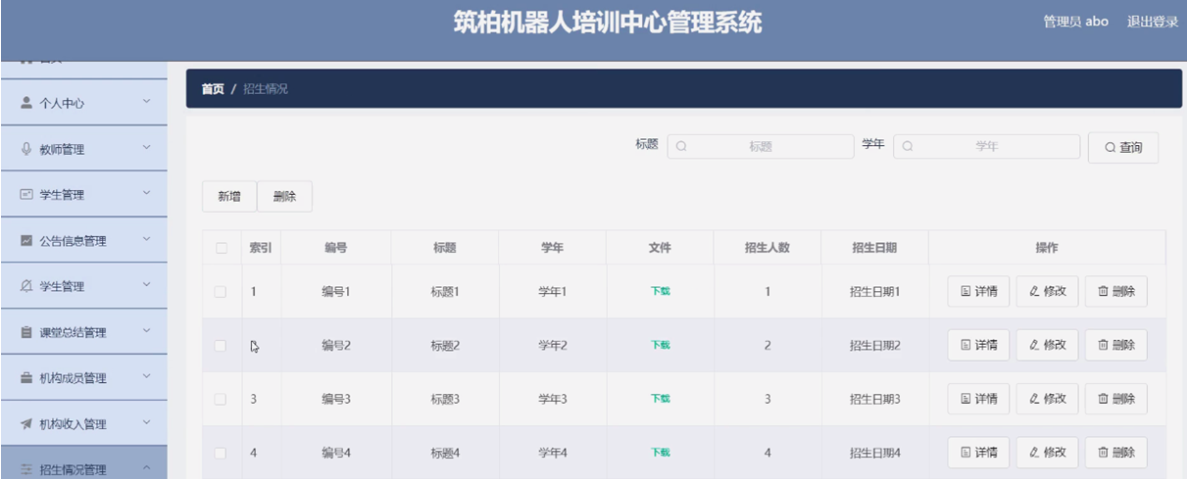 筑柏机器人培训中心管理系统
管理员 abo 退出登录
首页 / 招生情况
个人中心
教师管理
学生管理
公告信息管理
学生管理
课堂总结管理
机构成员管理
机构收入管理
招生情况管理
标题 标题 学年 学年 查询
新增 删除
索引 编号 标题 学年 文件 招生人数 招生日期 操作
1 编号1 标题1 学年1 下载 1 招生日期1 详情 修改 删除
编号2 标题2 学年2 下载 2 招生日期2 详情 修改 删除
3 编号3 标题3 学年3 下载 3 招生日期3 详情 修改 删除
4 编号4 标题4 学年4 下载 4 招生日期4 详情 修改 删除